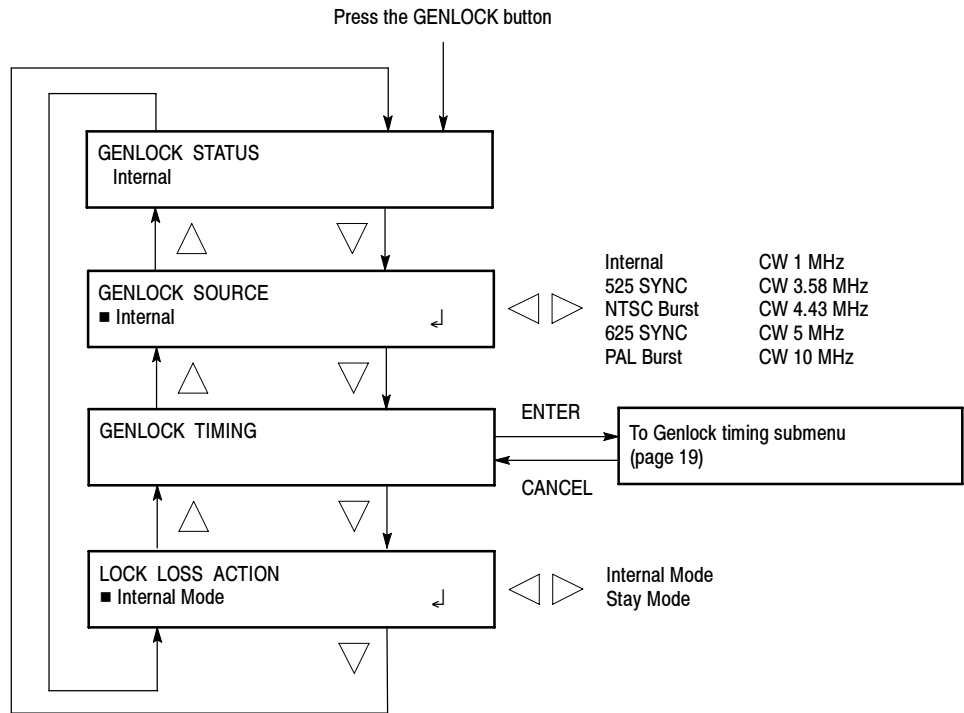 Press the GENLOCK button
GENLOCK STATUS
Internal
GENLOCK SOURCE
■ Internal ↲
Internal CW 1 MHz
525 SYNC CW 3.58 MHz
NTSC Burst CW 4.43 MHz
625 SYNC CW 5 MHz
PAL Burst CW 10 MHz
GENLOCK TIMING
ENTER
CANCEL
To Genlock timing submenu
(page 19)
LOCK LOSS ACTION
■ Internal Mode ↲
Internal Mode
Stay Mode